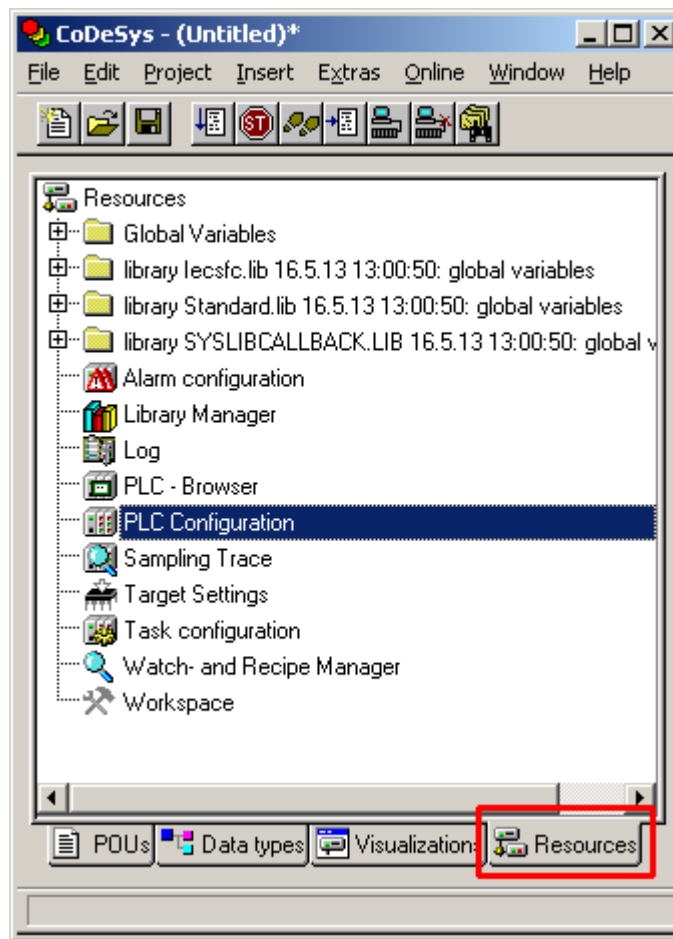 CoDeSys - (Untitled)*
File Edit Project Insert Extras Online Window Help
ST
Resources
Global Variables
library Iecsfc.lib 16.5.13 13:00:50: global variables
library Standard.lib 16.5.13 13:00:50: global variables
library SYSLIBCALLBACK.LIB 16.5.13 13:00:50: global v
Alarm configuration
Library Manager
Log
PLC - Browser
PLC Configuration
Sampling Trace
Target Settings
Task configuration
Watch- and Recipe Manager
Workspace
POUs Data types Visualizations Resources